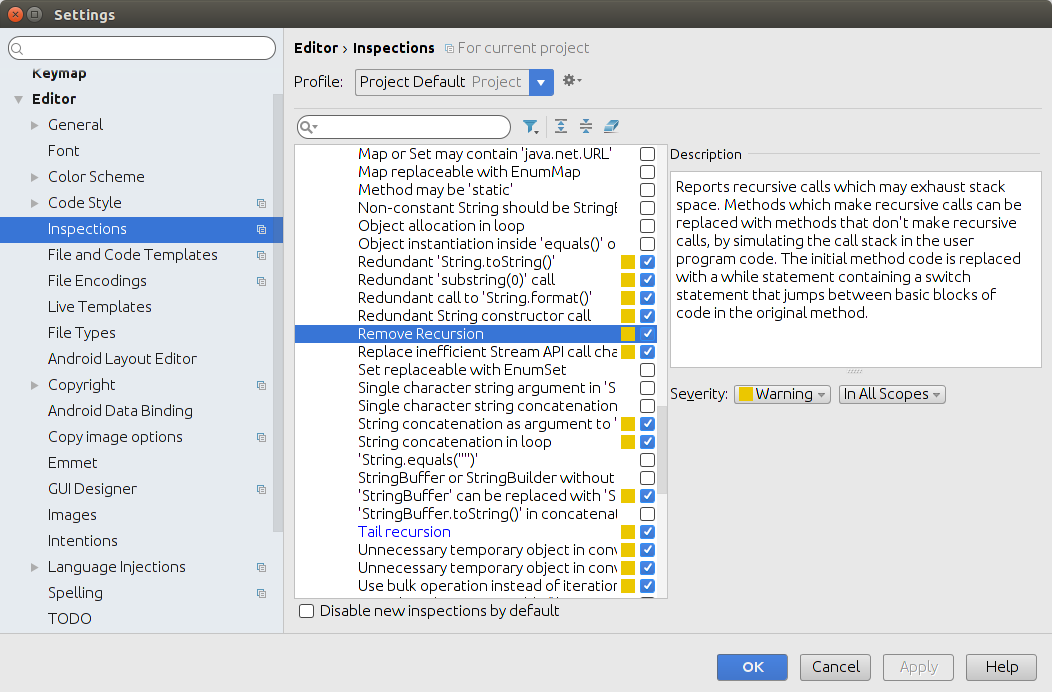 Settings
Keymap
Editor
General
Font
Color Scheme
Code Style
Inspections
File and Code Templates
File Encodings
Live Templates
File Types
Android Layout Editor
Copyright
Android Data Binding
Copy image options
Emmet
GUI Designer
Images
Intentions
Language Injections
Spelling
TODO
Editor › Inspections For current project
Profile: Project Default Project
Map or Set may contain 'java.net.URL'
Map replaceable with EnumMap
Method may be 'static'
Non-constant String should be StringB
Object allocation in loop
Object instantiation inside 'equals()' o
Redundant 'String.toString()'
Redundant 'substring(0)' call
Redundant call to 'String.format()'
Redundant String constructor call
Remove Recursion
Replace inefficient Stream API call cha
Set replaceable with EnumSet
Single character string argument in 'S
Single character string concatenation
String concatenation as argument to '
String concatenation in loop
'String.equals("")'
StringBuffer or StringBuilder without
'StringBuffer' can be replaced with 'S
'StringBuffer.toString()' in concatenat
Tail recursion
Unnecessary temporary object in conv
Unnecessary temporary object in conv
Use bulk operation instead of iteration
Disable new inspections by default
Description
Reports recursive calls which may exhaust stack
space. Methods which make recursive calls can be
replaced with methods that don't make recursive
calls, by simulating the call stack in the user
program code. The initial method code is replaced
with a while statement containing a switch
statement that jumps between basic blocks of
code in the original method.
Severity: Warning In All Scopes
OK Cancel Apply Help